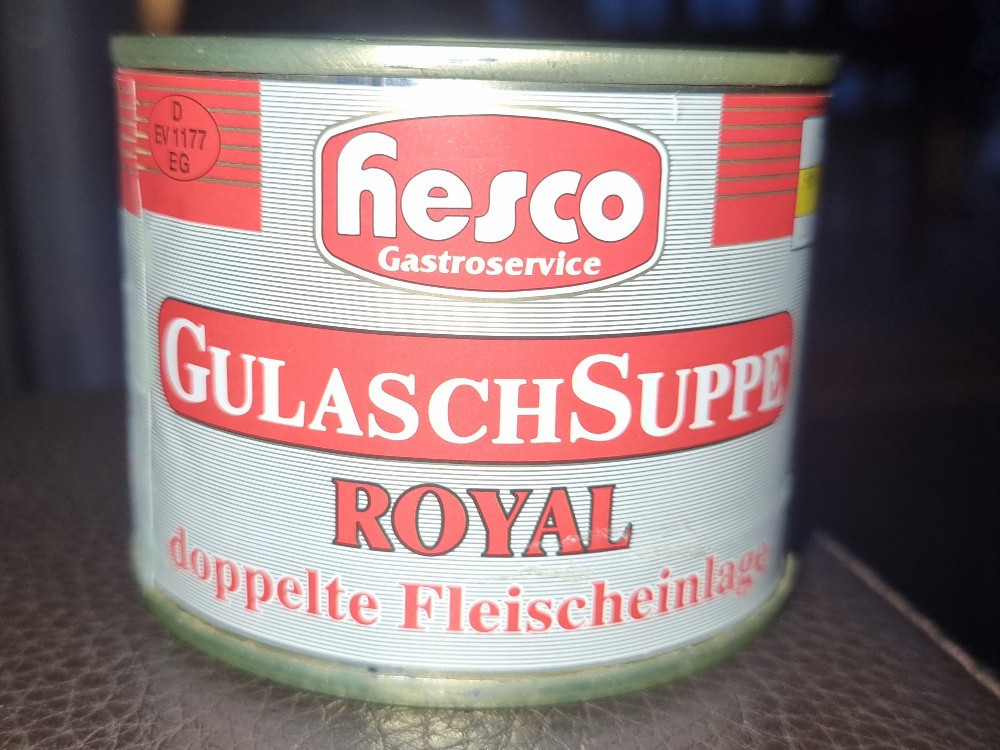 D
EV 1177
EG
hesco
Gastroservice
GULASCHSUPPE
ROYAL
doppelte Fleischeinlage